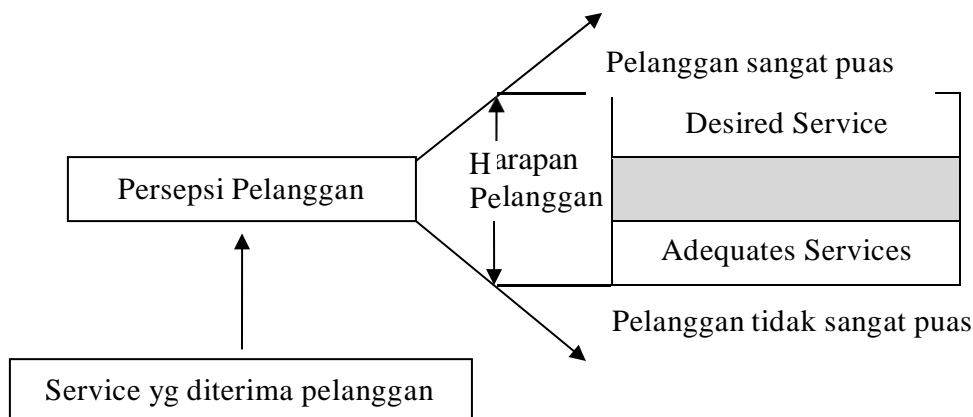 Pelanggan sangat puas
Desired Service
Harapan
Pelanggan
Persepsi Pelanggan
Adequates Services
Pelanggan tidak sangat puas
Service yg diterima pelanggan